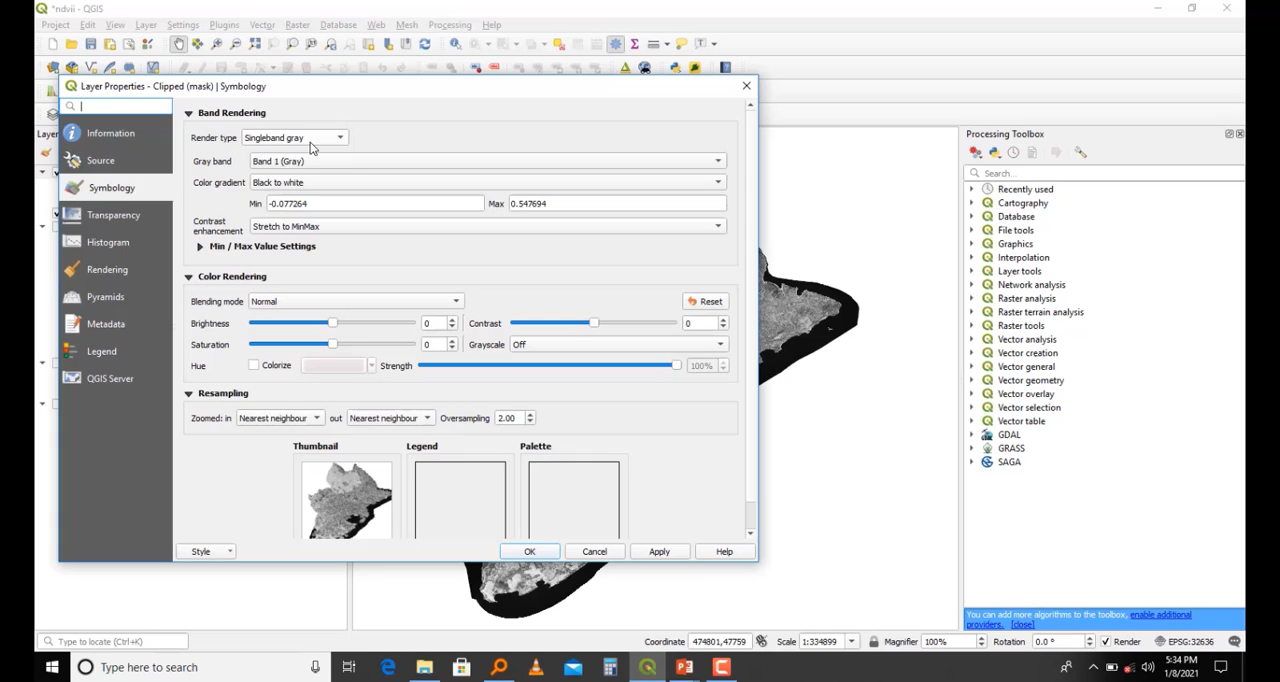 *ndvii - QGIS
Project Edit View Layer Settings Plugins Vector Raster Database Web Mesh Processing Help
Layer Properties - Clipped (mask) | Symbology
Information
Source
Symbology
Transparency
Histogram
Rendering
Pyramids
Metadata
Legend
QGIS Server
Band Rendering
Render type Singleband gray
Gray band Band 1 (Gray)
Color gradient Black to white
Min -0.077264 Max 0.547694
Contrast enhancement Stretch to MinMax
Min / Max Value Settings
Color Rendering
Blending mode Normal Reset
Brightness 0 Contrast 0
Saturation 0 Grayscale Off
Hue Colorize Strength 100%
Resampling
Zoomed: in Nearest neighbour out Nearest neighbour Oversampling 2.00
Thumbnail Legend Palette
Style OK Cancel Apply Help
Processing Toolbox
Search...
Recently used
Cartography
Database
File tools
Graphics
Interpolation
Layer tools
Network analysis
Raster analysis
Raster terrain analysis
Raster tools
Vector analysis
Vector creation
Vector general
Vector geometry
Vector overlay
Vector selection
Vector table
GDAL
GRASS
SAGA
You can add more algorithms to the toolbox, enable additional
providers. [close]
Type to locate (Ctrl+K) Coordinate 474801,47759 Scale 1:334899 Magnifier 100% Rotation 0.0 ° Render EPSG:32636
Type here to search
5:34 PM
1/8/2021